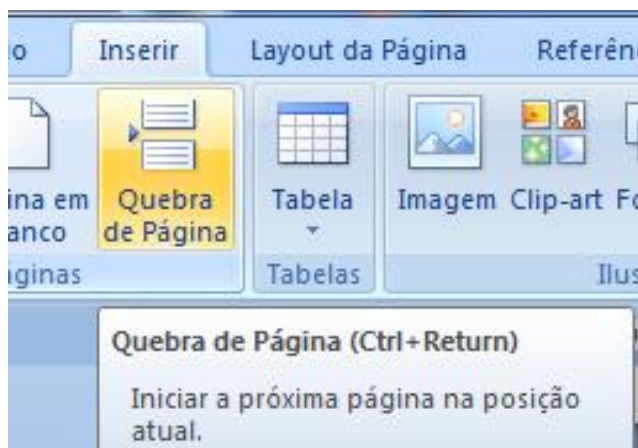 Inserir Layout da Página
Quebra de Página
Tabela
Imagem Clip-art
Tabelas
Quebra de Página (Ctrl+Return)
Iniciar a próxima página na posição
atual.